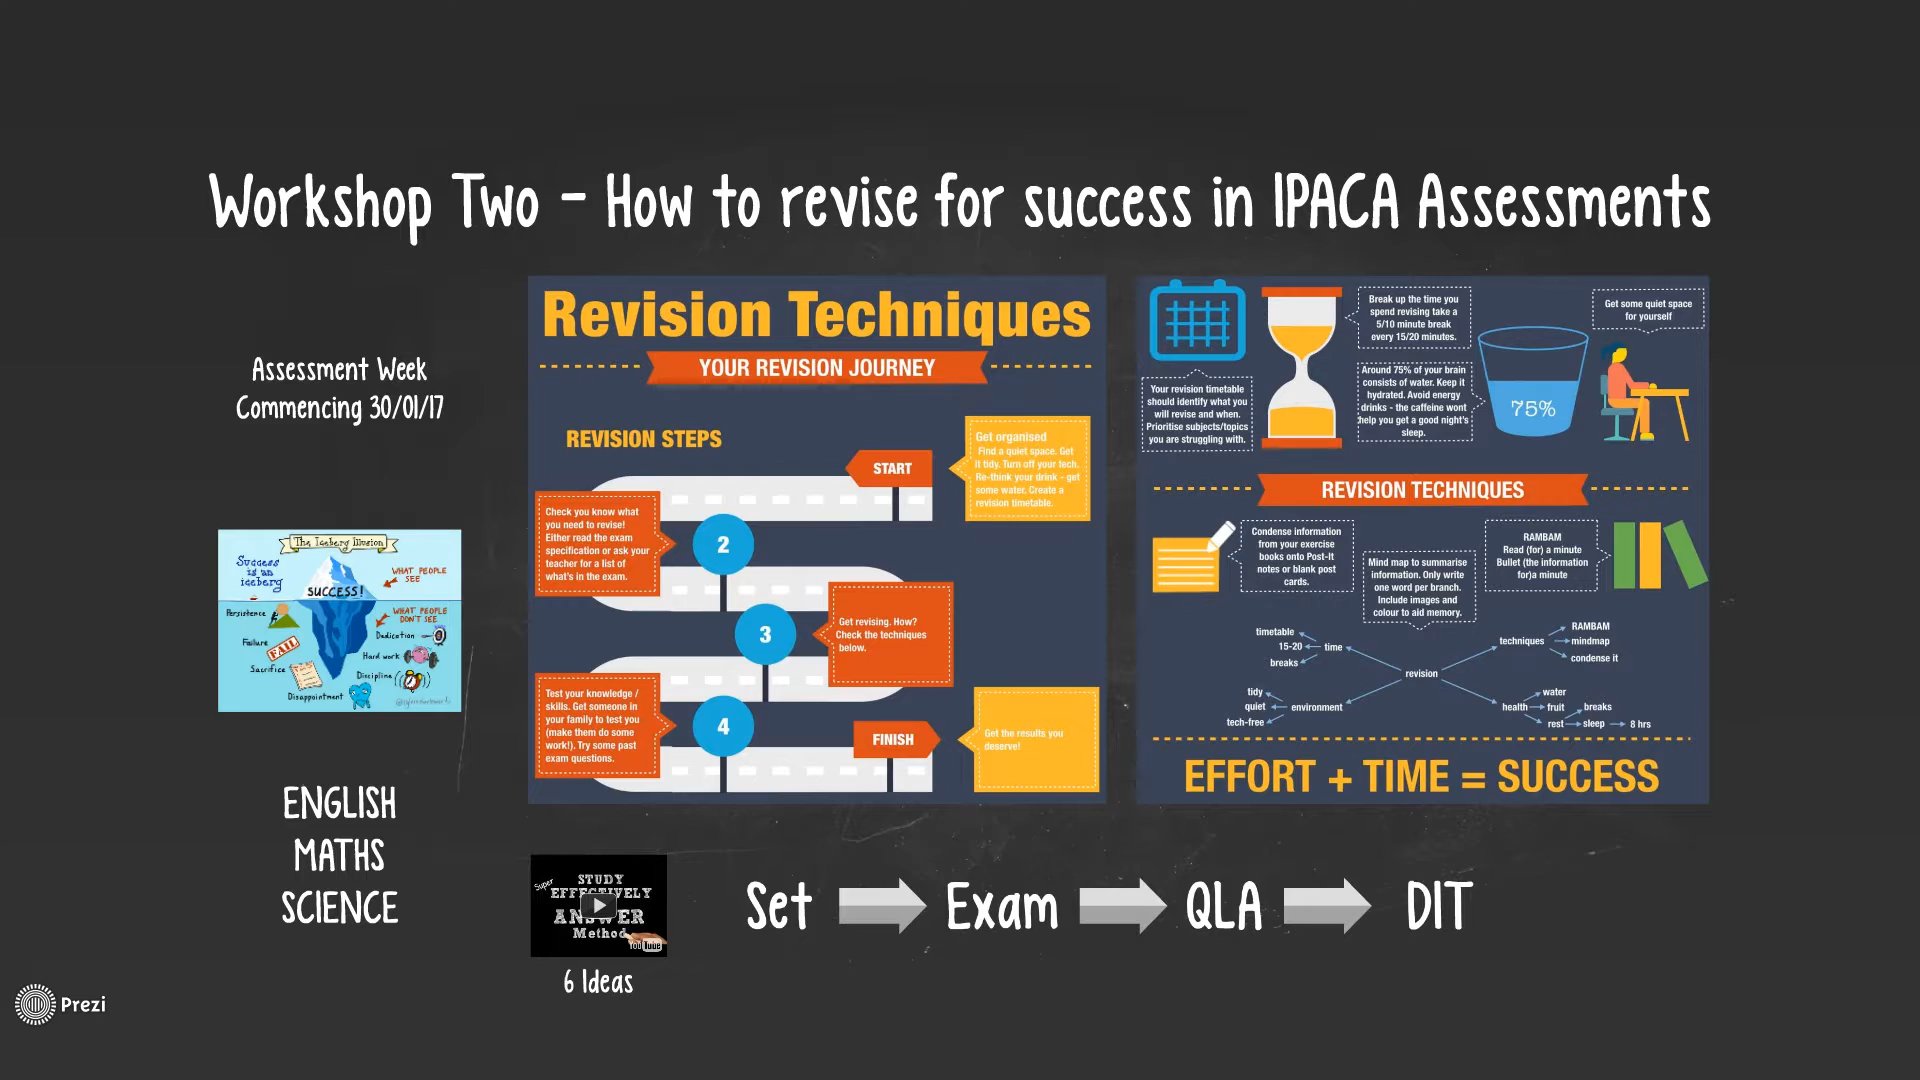 Workshop Two - How to revise for success in IPACA Assessments
Assessment Week
Commencing 30/01/17
The Iceberg Illusion
Success
is an
iceberg
WHAT PEOPLE
SEE
SUCCESS!
Persistence
WHAT PEOPLE
DON'T SEE
Failure
FAIL
Dedication
Hard work
Sacrifice
Discipline
Disappointment
ENGLISH
MATHS
SCIENCE
Revision Techniques
YOUR REVISION JOURNEY
REVISION STEPS
START
Get organised
Find a quiet space. Get
it tidy. Turn off your tech.
Re-think your drink - get
some water. Create a
revision timetable.
Check you know what
you need to revise!
Either read the exam
specification or ask your
teacher for a list of
what's in the exam.
2
3
Get revising. How?
Check the techniques
below.
Test your knowledge /
skills. Get someone in
your family to test you
(make them do some
work!). Try some past
exam questions.
4
FINISH
Get the results you
deserve!
Your revision timetable
should identify what you
will revise and when.
Prioritise subjects/topics
you are struggling with.
Break up the time you
spend revising take a
5/10 minute break
every 15/20 minutes.
Around 75% of your brain
consists of water. Keep it
hydrated. Avoid energy
drinks - the caffeine wont
help you get a good night's
sleep.
75%
Get some quiet space
for yourself
REVISION TECHNIQUES
Condense information
from your exercise
books onto Post-It
notes or blank post
cards.
Mind map to summarise
information. Only write
one word per branch.
Include images and
colour to aid memory.
RAMBAM
Read (for) a minute
Bullet (the information
for)a minute
timetable
15-20
breaks
time
techniques
RAMBAM
mindmap
condense it
revision
tidy
quiet
tech-free
environment
health
water
fruit
rest
breaks
sleep
8 hrs
EFFORT + TIME = SUCCESS
Super
STUDY
EFFECTIVELY
ANSWER
Method
YouTube
6 Ideas
Set
Exam
QLA
DIT
Prezi